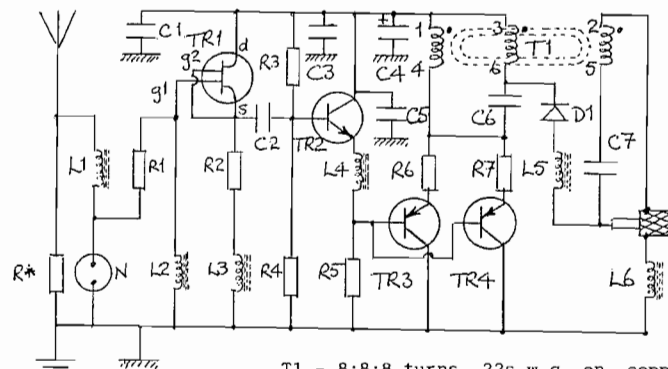 C1
TR1
d
g2
g1
s
R3
C3
+
C4
1
4
3
T1
6
2
5
C5
C6
D1
C7
L1
R1
R2
C2
TR2
L4
R6
R7
L5
R*
N
L2
L3
R4
R5
TR3
TR4
L6
T1 - 8:8:8 turns